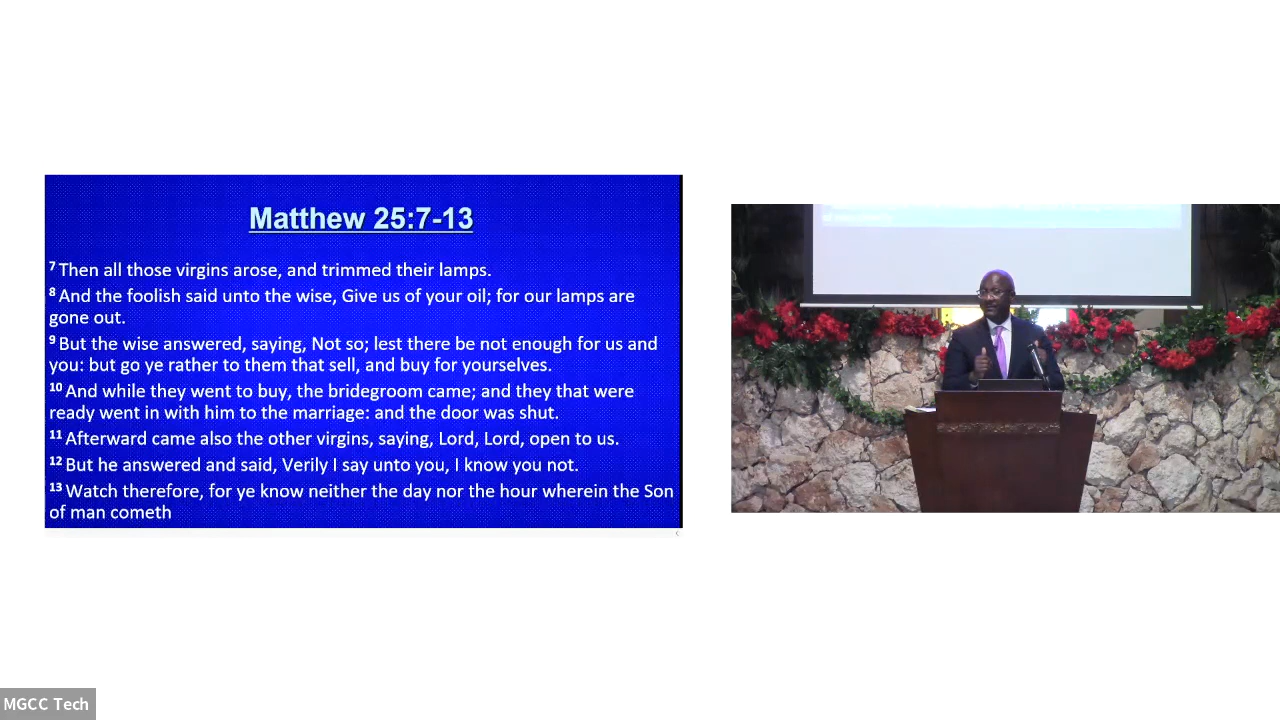 Matthew 25:7-13
7 Then all those virgins arose, and trimmed their lamps.
8 And the foolish said unto the wise, Give us of your oil; for our lamps are
gone out.
9 But the wise answered, saying, Not so; lest there be not enough for us and
you: but go ye rather to them that sell, and buy for yourselves.
10 And while they went to buy, the bridegroom came; and they that were
ready went in with him to the marriage: and the door was shut.
11 Afterward came also the other virgins, saying, Lord, Lord, open to us.
12 But he answered and said, Verily I say unto you, I know you not.
13 Watch therefore, for ye know neither the day nor the hour wherein the Son
of man cometh
MGCC Tech